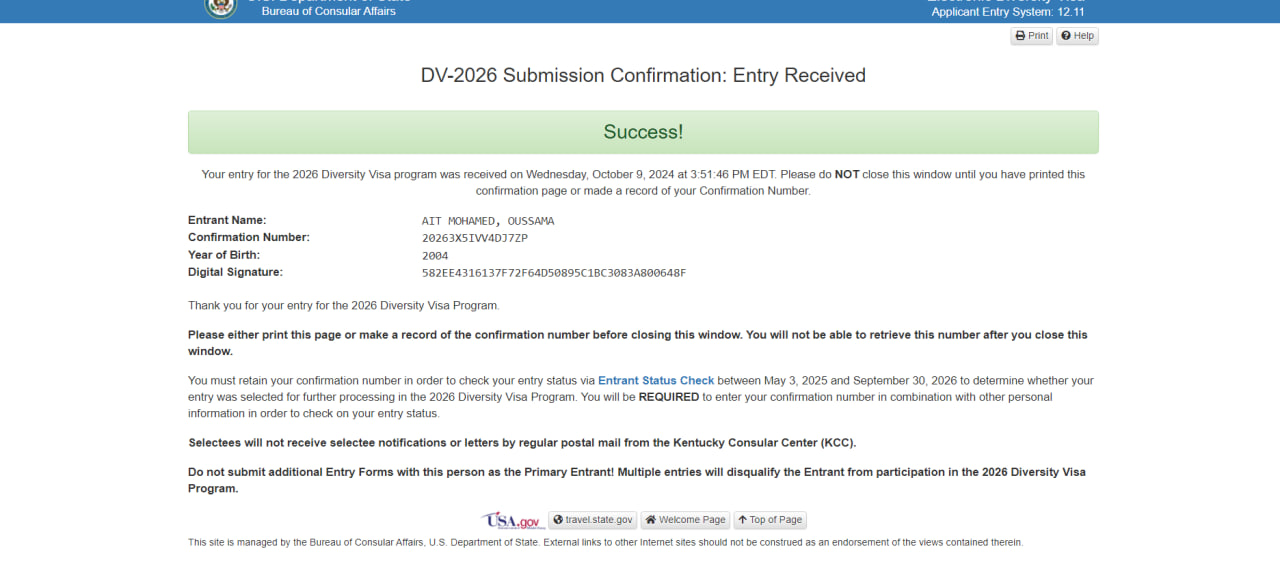 Bureau of Consular Affairs
Applicant Entry System: 12.11
Print Help
DV-2026 Submission Confirmation: Entry Received
Success!
Your entry for the 2026 Diversity Visa program was received on Wednesday, October 9, 2024 at 3:51:46 PM EDT. Please do NOT close this window until you have printed this
confirmation page or made a record of your Confirmation Number.
Entrant Name: AIT MOHAMED, OUSSAMA
Confirmation Number: 20263X5IVV4DJ7ZP
Year of Birth: 2004
Digital Signature: 582EE4316137F72F64D50895C1BC3083A800648F
Thank you for your entry for the 2026 Diversity Visa Program.
Please either print this page or make a record of the confirmation number before closing this window. You will not be able to retrieve this number after you close this
window.
You must retain your confirmation number in order to check your entry status via Entrant Status Check between May 3, 2025 and September 30, 2026 to determine whether your
entry was selected for further processing in the 2026 Diversity Visa Program. You will be REQUIRED to enter your confirmation number in combination with other personal
information in order to check on your entry status.
Selectees will not receive selectee notifications or letters by regular postal mail from the Kentucky Consular Center (KCC).
Do not submit additional Entry Forms with this person as the Primary Entrant! Multiple entries will disqualify the Entrant from participation in the 2026 Diversity Visa
Program.
USA.gov travel.state.gov Welcome Page Top of Page
This site is managed by the Bureau of Consular Affairs, U.S. Department of State. External links to other Internet sites should not be construed as an endorsement of the views contained therein.